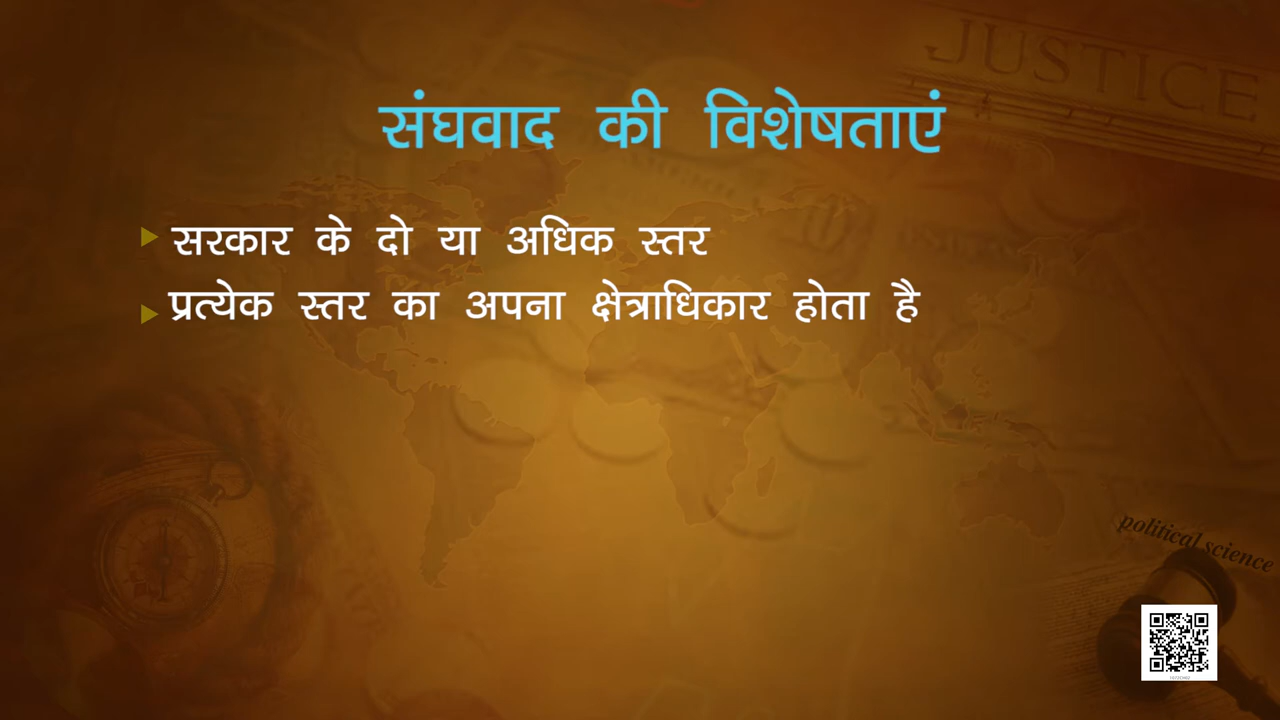 JUSTICE
संघवाद की विशेषताएं
सरकार के दो या अधिक स्तर
प्रत्येक स्तर का अपना क्षेत्राधिकार होता है
political science